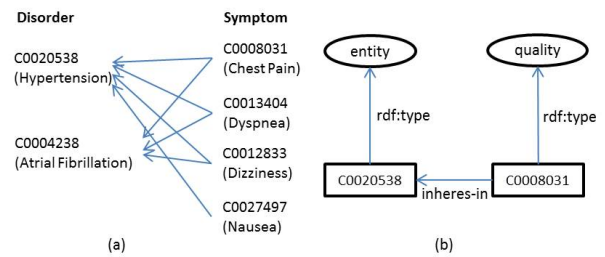 Disorder
Symptom
C0020538
(Hypertension)
C0004238
(Atrial Fibrillation)
C0008031
(Chest Pain)
C0013404
(Dyspnea)
C0012833
(Dizziness)
C0027497
(Nausea)
(a)
entity
quality
rdf:type
rdf:type
C0020538
C0008031
inheres-in
(b)